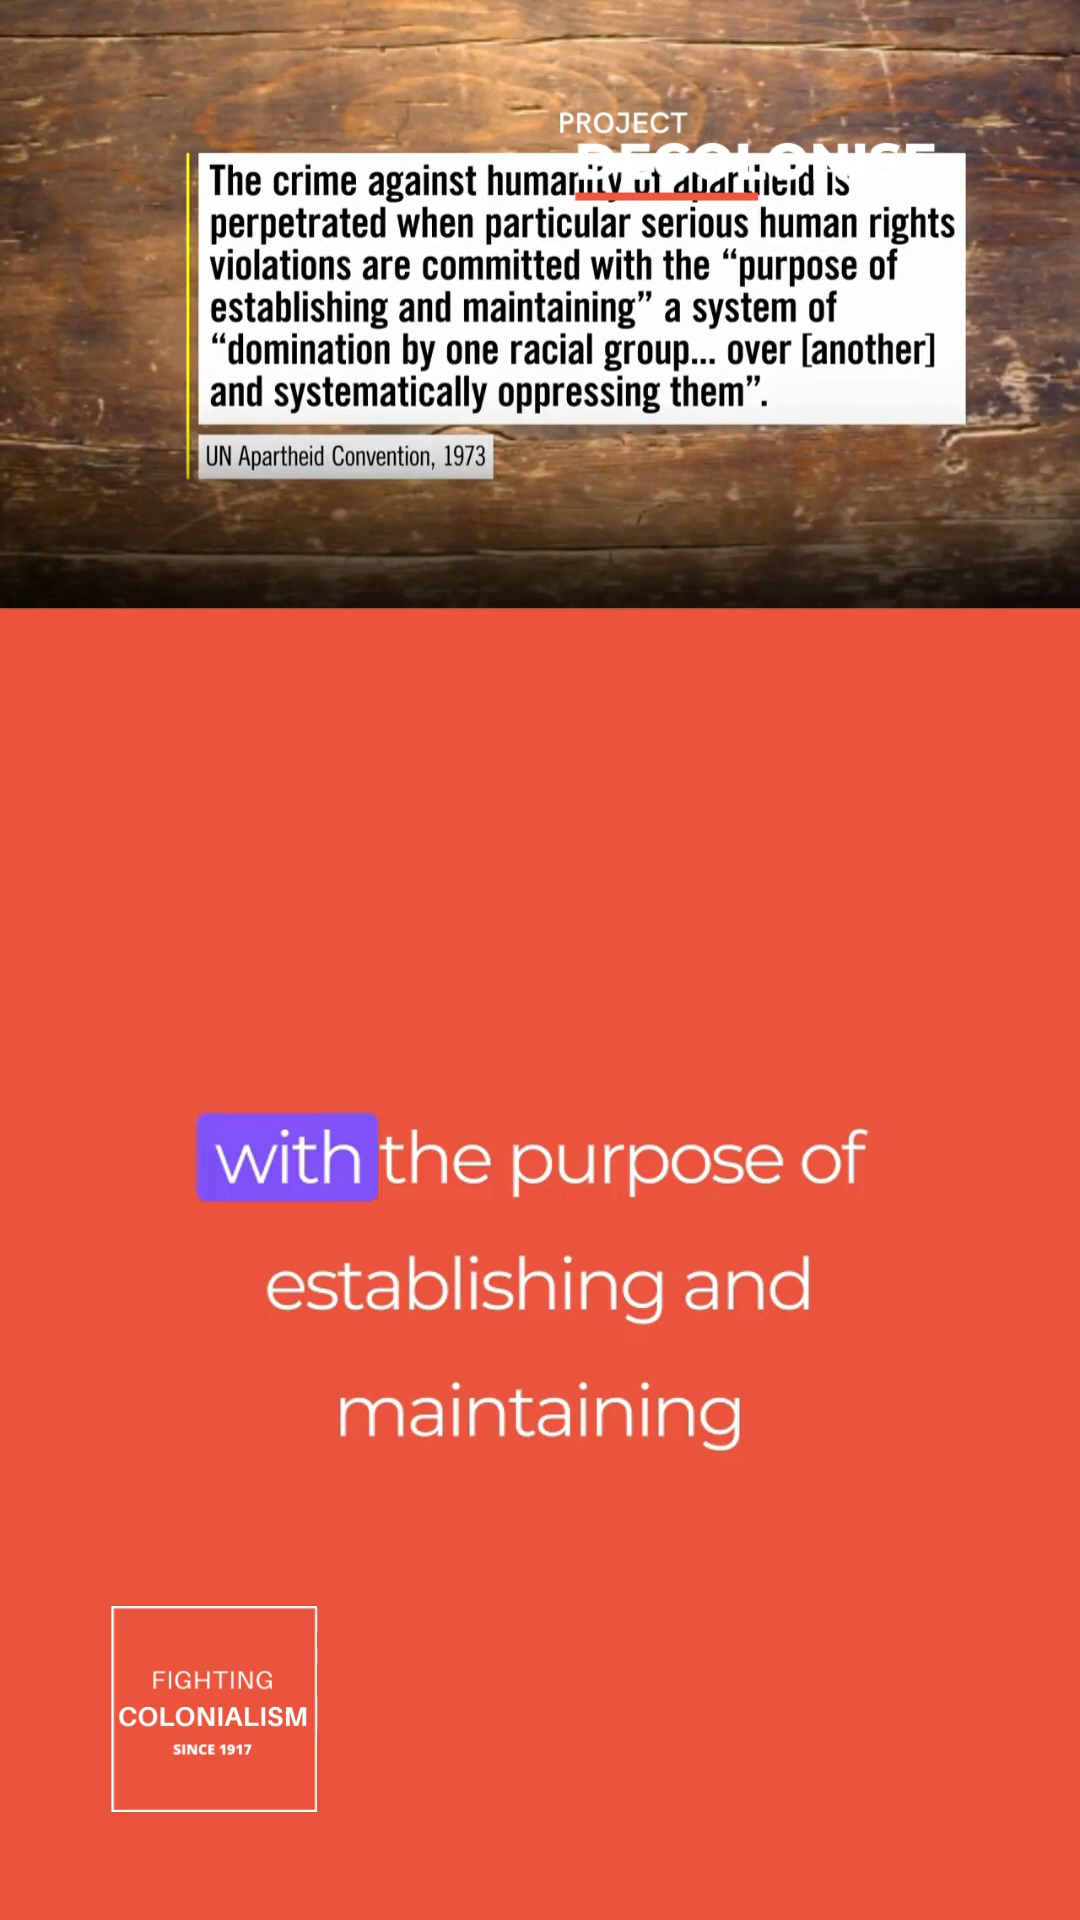 PROJECT
DECOLONISE
The crime against humanity of apartheid is
perpetrated when particular serious human rights
violations are committed with the “purpose of
establishing and maintaining” a system of
“domination by one racial group... over [another]
and systematically oppressing them”.
UN Apartheid Convention, 1973
with the purpose of
establishing and
maintaining
FIGHTING
COLONIALISM
SINCE 1917